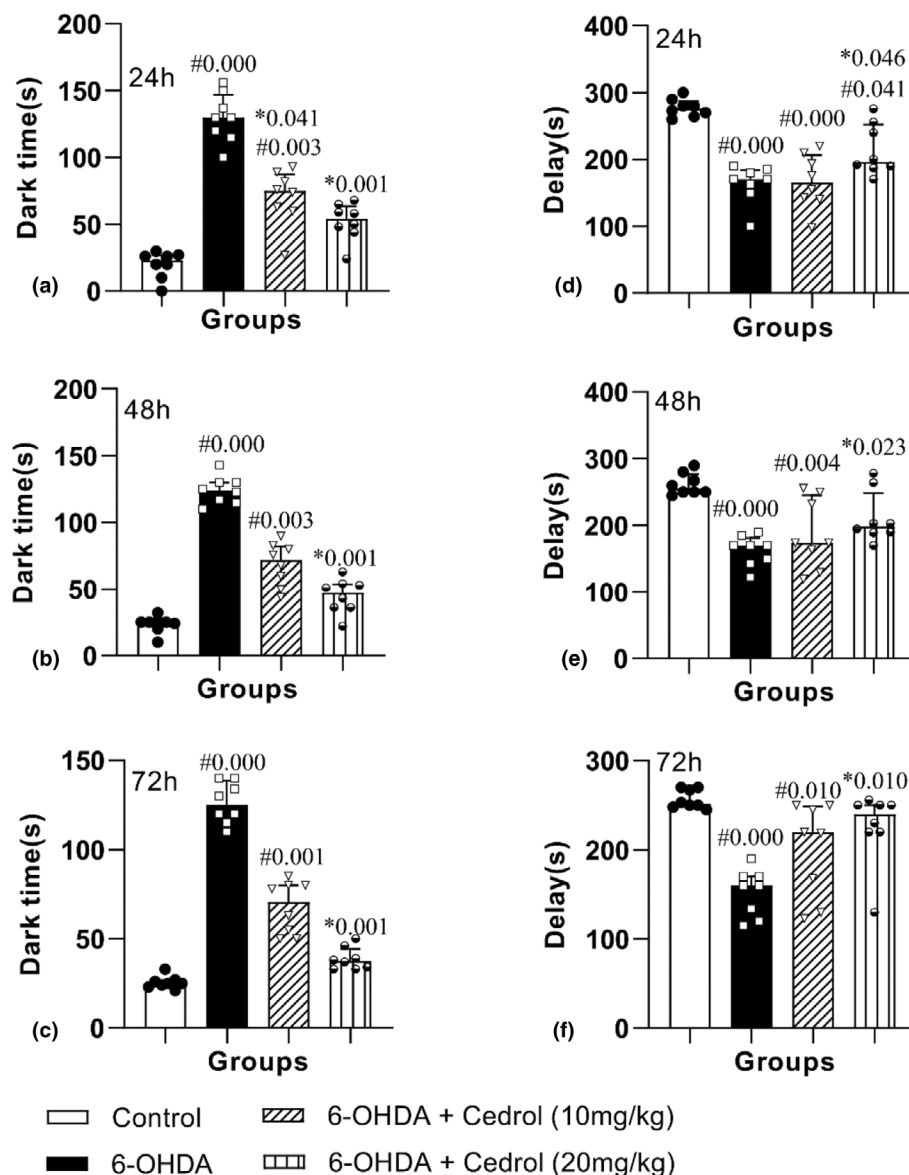 200
150
100
50
0
Dark time(s)
24h
#0.000
*0.041
#0.003
*0.001
(a)
Groups
400
300
200
100
0
Delay(s)
24h
#0.000
#0.000
*0.046
#0.041
(d)
Groups
200
150
100
50
0
Dark time(s)
48h
#0.000
#0.003
*0.001
(b)
Groups
400
300
200
100
0
Delay(s)
48h
#0.000
#0.004
*0.023
(e)
Groups
150
100
50
0
Dark time(s)
72h
#0.000
#0.001
*0.001
(c)
Groups
300
200
100
0
Delay(s)
72h
#0.000
#0.010
*0.010
(f)
Groups
Control
6-OHDA + Cedrol (10mg/kg)
6-OHDA
6-OHDA + Cedrol (20mg/kg)